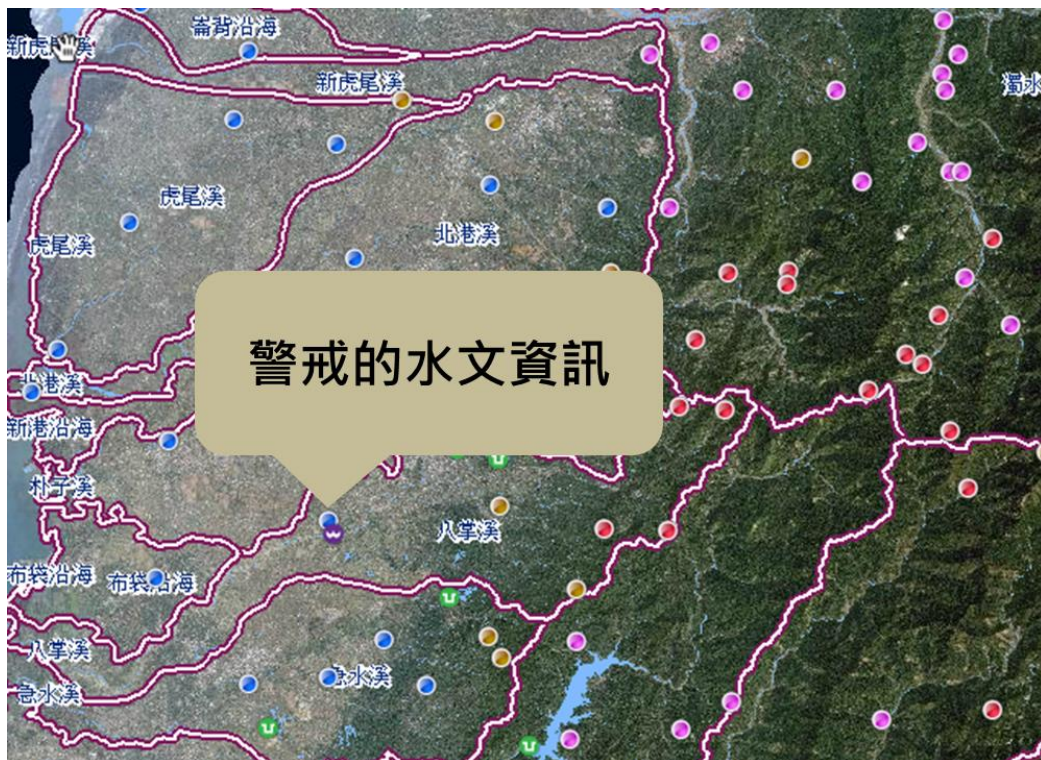 崙背沿海
新虎尾溪
新虎尾溪
濁水
虎尾溪
北港溪
虎尾溪
警戒的水文資訊
北港溪
新港沿海
朴子溪
八掌溪
布袋沿海
布袋沿海
八掌溪
急水溪
急水溪